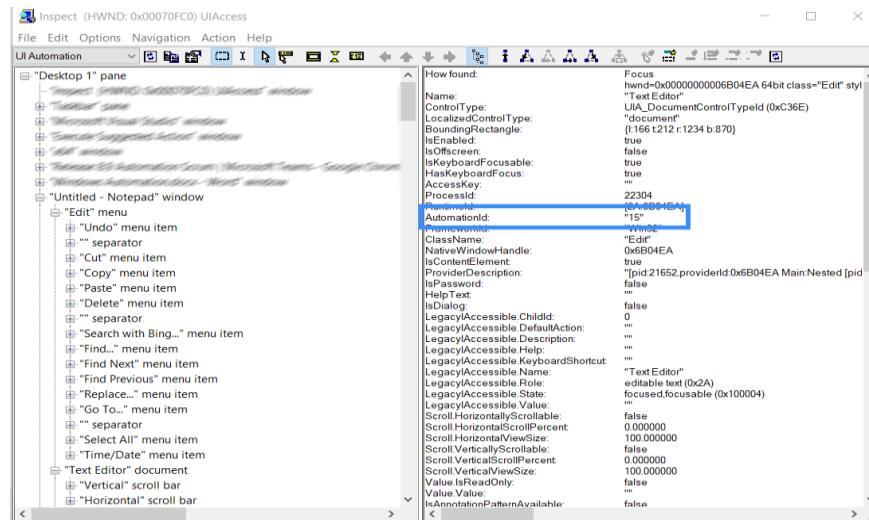 Inspect (HWND: 0x00070FC0) UIAccess
File Edit Options Navigation Action Help
UI Automation
"Desktop 1" pane
"Untitled - Notepad" window
"Edit" menu
"Undo" menu item
"" separator
"Cut" menu item
"Copy" menu item
"Paste" menu item
"Delete" menu item
"" separator
"Search with Bing..." menu item
"Find..." menu item
"Find Next" menu item
"Find Previous" menu item
"Replace..." menu item
"Go To..." menu item
"" separator
"Select All" menu item
"Time/Date" menu item
"Text Editor" document
"Vertical" scroll bar
"Horizontal" scroll bar
How found: Focus
hwnd=0x00000000006B04EA 64bit class="Edit" styl
Name: "Text Editor"
ControlType: UIA_DocumentControlTypeId (0xC36E)
LocalizedControlType: "document"
BoundingRectangle: {l:166 t:212 r:1234 b:870}
IsEnabled: true
IsOffscreen: false
IsKeyboardFocusable: true
HasKeyboardFocus: true
AccessKey: ""
ProcessId: 22304
RuntimeId: [2A.6B04EA]
AutomationId: "15"
FrameworkId: "Win32"
ClassName: "Edit"
NativeWindowHandle: 0x6B04EA
IsContentElement: true
ProviderDescription: "[pid:21652,providerId:0x6B04EA Main:Nested [pid
IsPassword: false
HelpText: ""
IsDialog: false
LegacyIAccessible.ChildId: 0
LegacyIAccessible.DefaultAction: ""
LegacyIAccessible.Description: ""
LegacyIAccessible.Help: ""
LegacyIAccessible.KeyboardShortcut: ""
LegacyIAccessible.Name: "Text Editor"
LegacyIAccessible.Role: editable text (0x2A)
LegacyIAccessible.State: focused,focusable (0x100004)
LegacyIAccessible.Value: ""
Scroll.HorizontallyScrollable: false
Scroll.HorizontalScrollPercent: 0.000000
Scroll.HorizontalViewSize: 100.000000
Scroll.VerticallyScrollable: false
Scroll.VerticalScrollPercent: 0.000000
Scroll.VerticalViewSize: 100.000000
Value.IsReadOnly: false
Value.Value: ""
IsAnnotationPatternAvailable: false